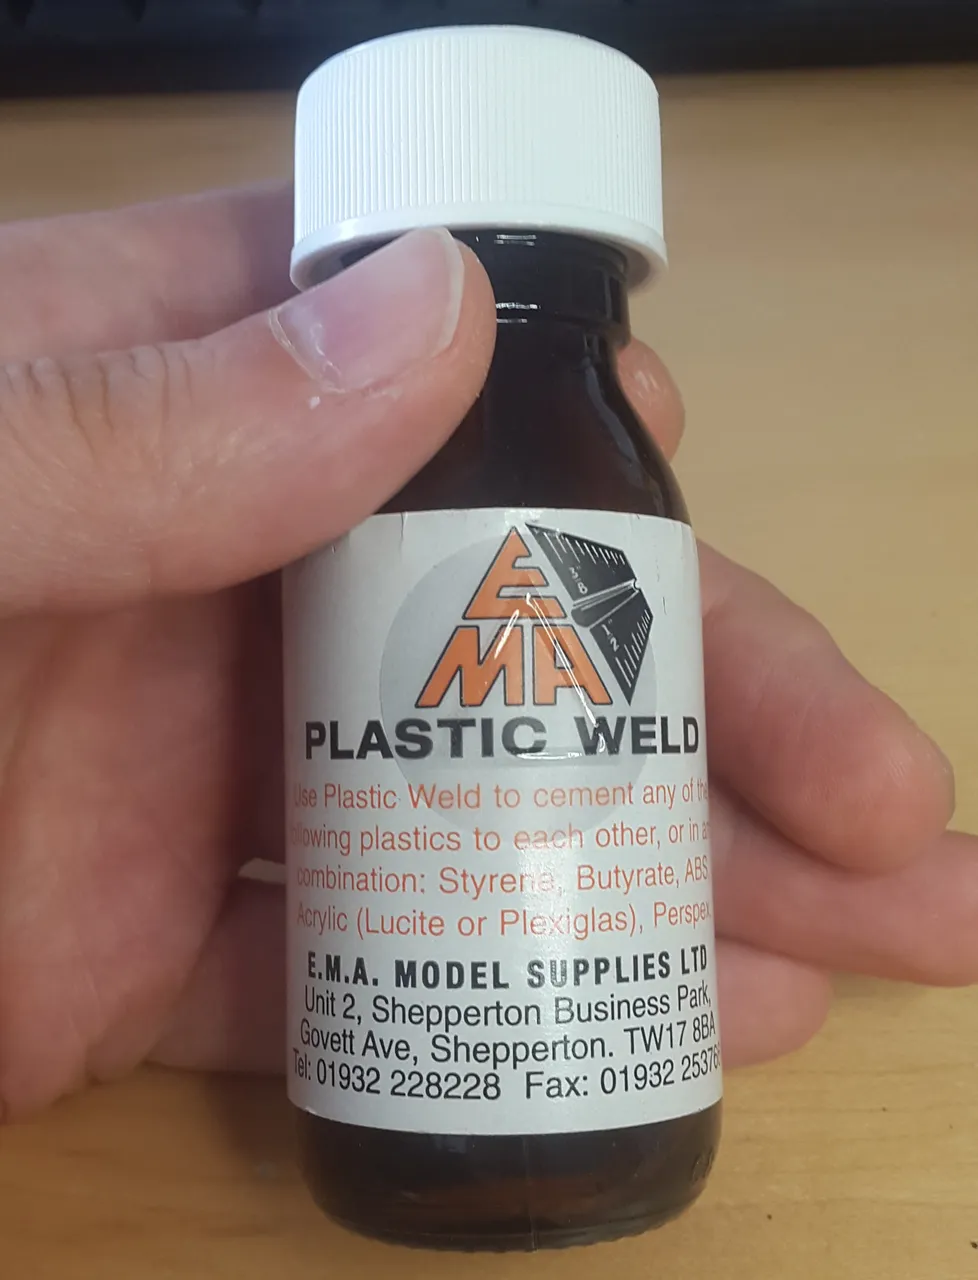 EMA
PLASTIC WELD
Use Plastic Weld to cement any of the
following plastics to each other, or in
combination: Styrene, Butyrate, ABS
Acrylic (Lucite or Plexiglas), Perspex
E.M.A. MODEL SUPPLIES LTD
Unit 2, Shepperton Business Park,
Govett Ave, Shepperton. TW17 8BA
Tel: 01932 228228 Fax: 01932